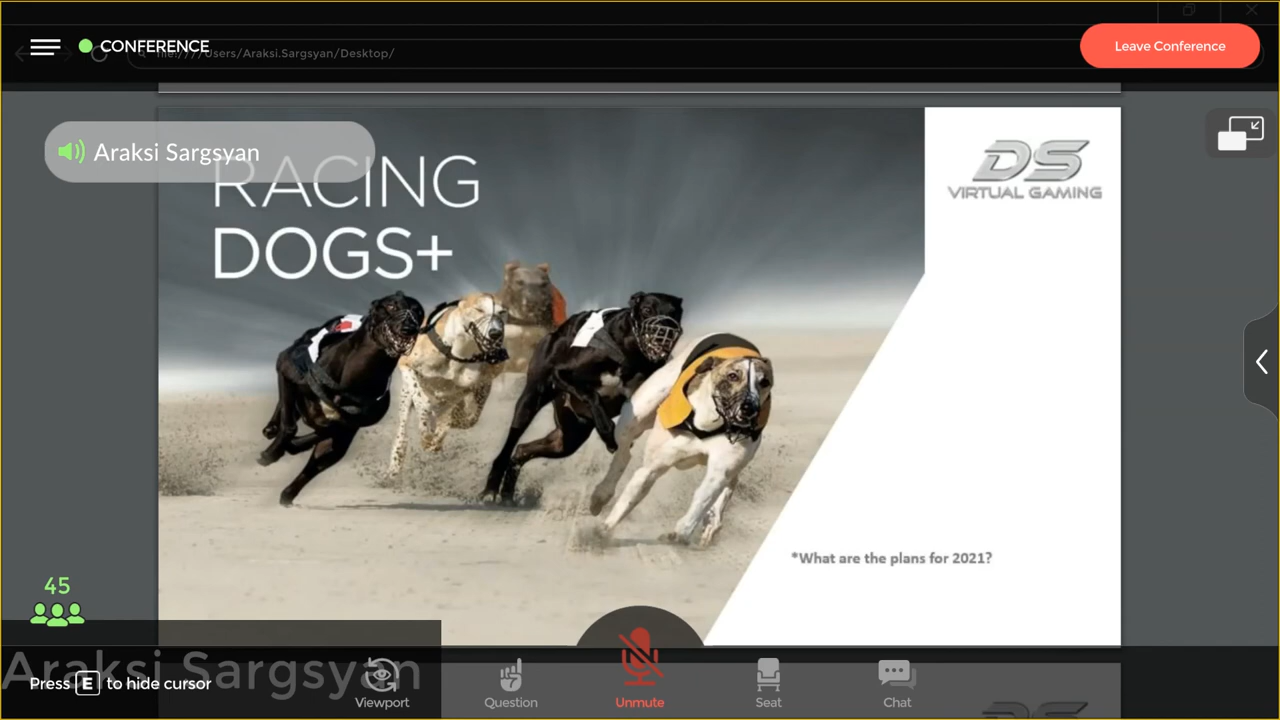 CONFERENCE
file:////Users/Araksi.Sargsyan/Desktop/
Leave Conference
Araksi Sargsyan
RACING
DOGS+
DS
VIRTUAL GAMING
*What are the plans for 2021?
45
Araksi Sargsyan
Press E to hide cursor
Viewport
Question
Unmute
Seat
Chat
DS